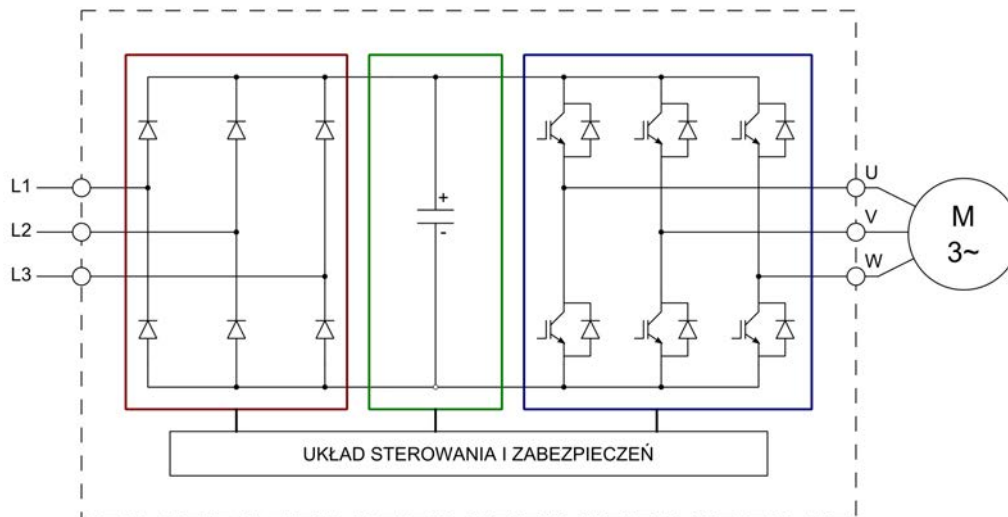 L1
L2
L3
+
-
U
V
W
M
3~
UKŁAD STEROWANIA I ZABEZPIECZEŃ